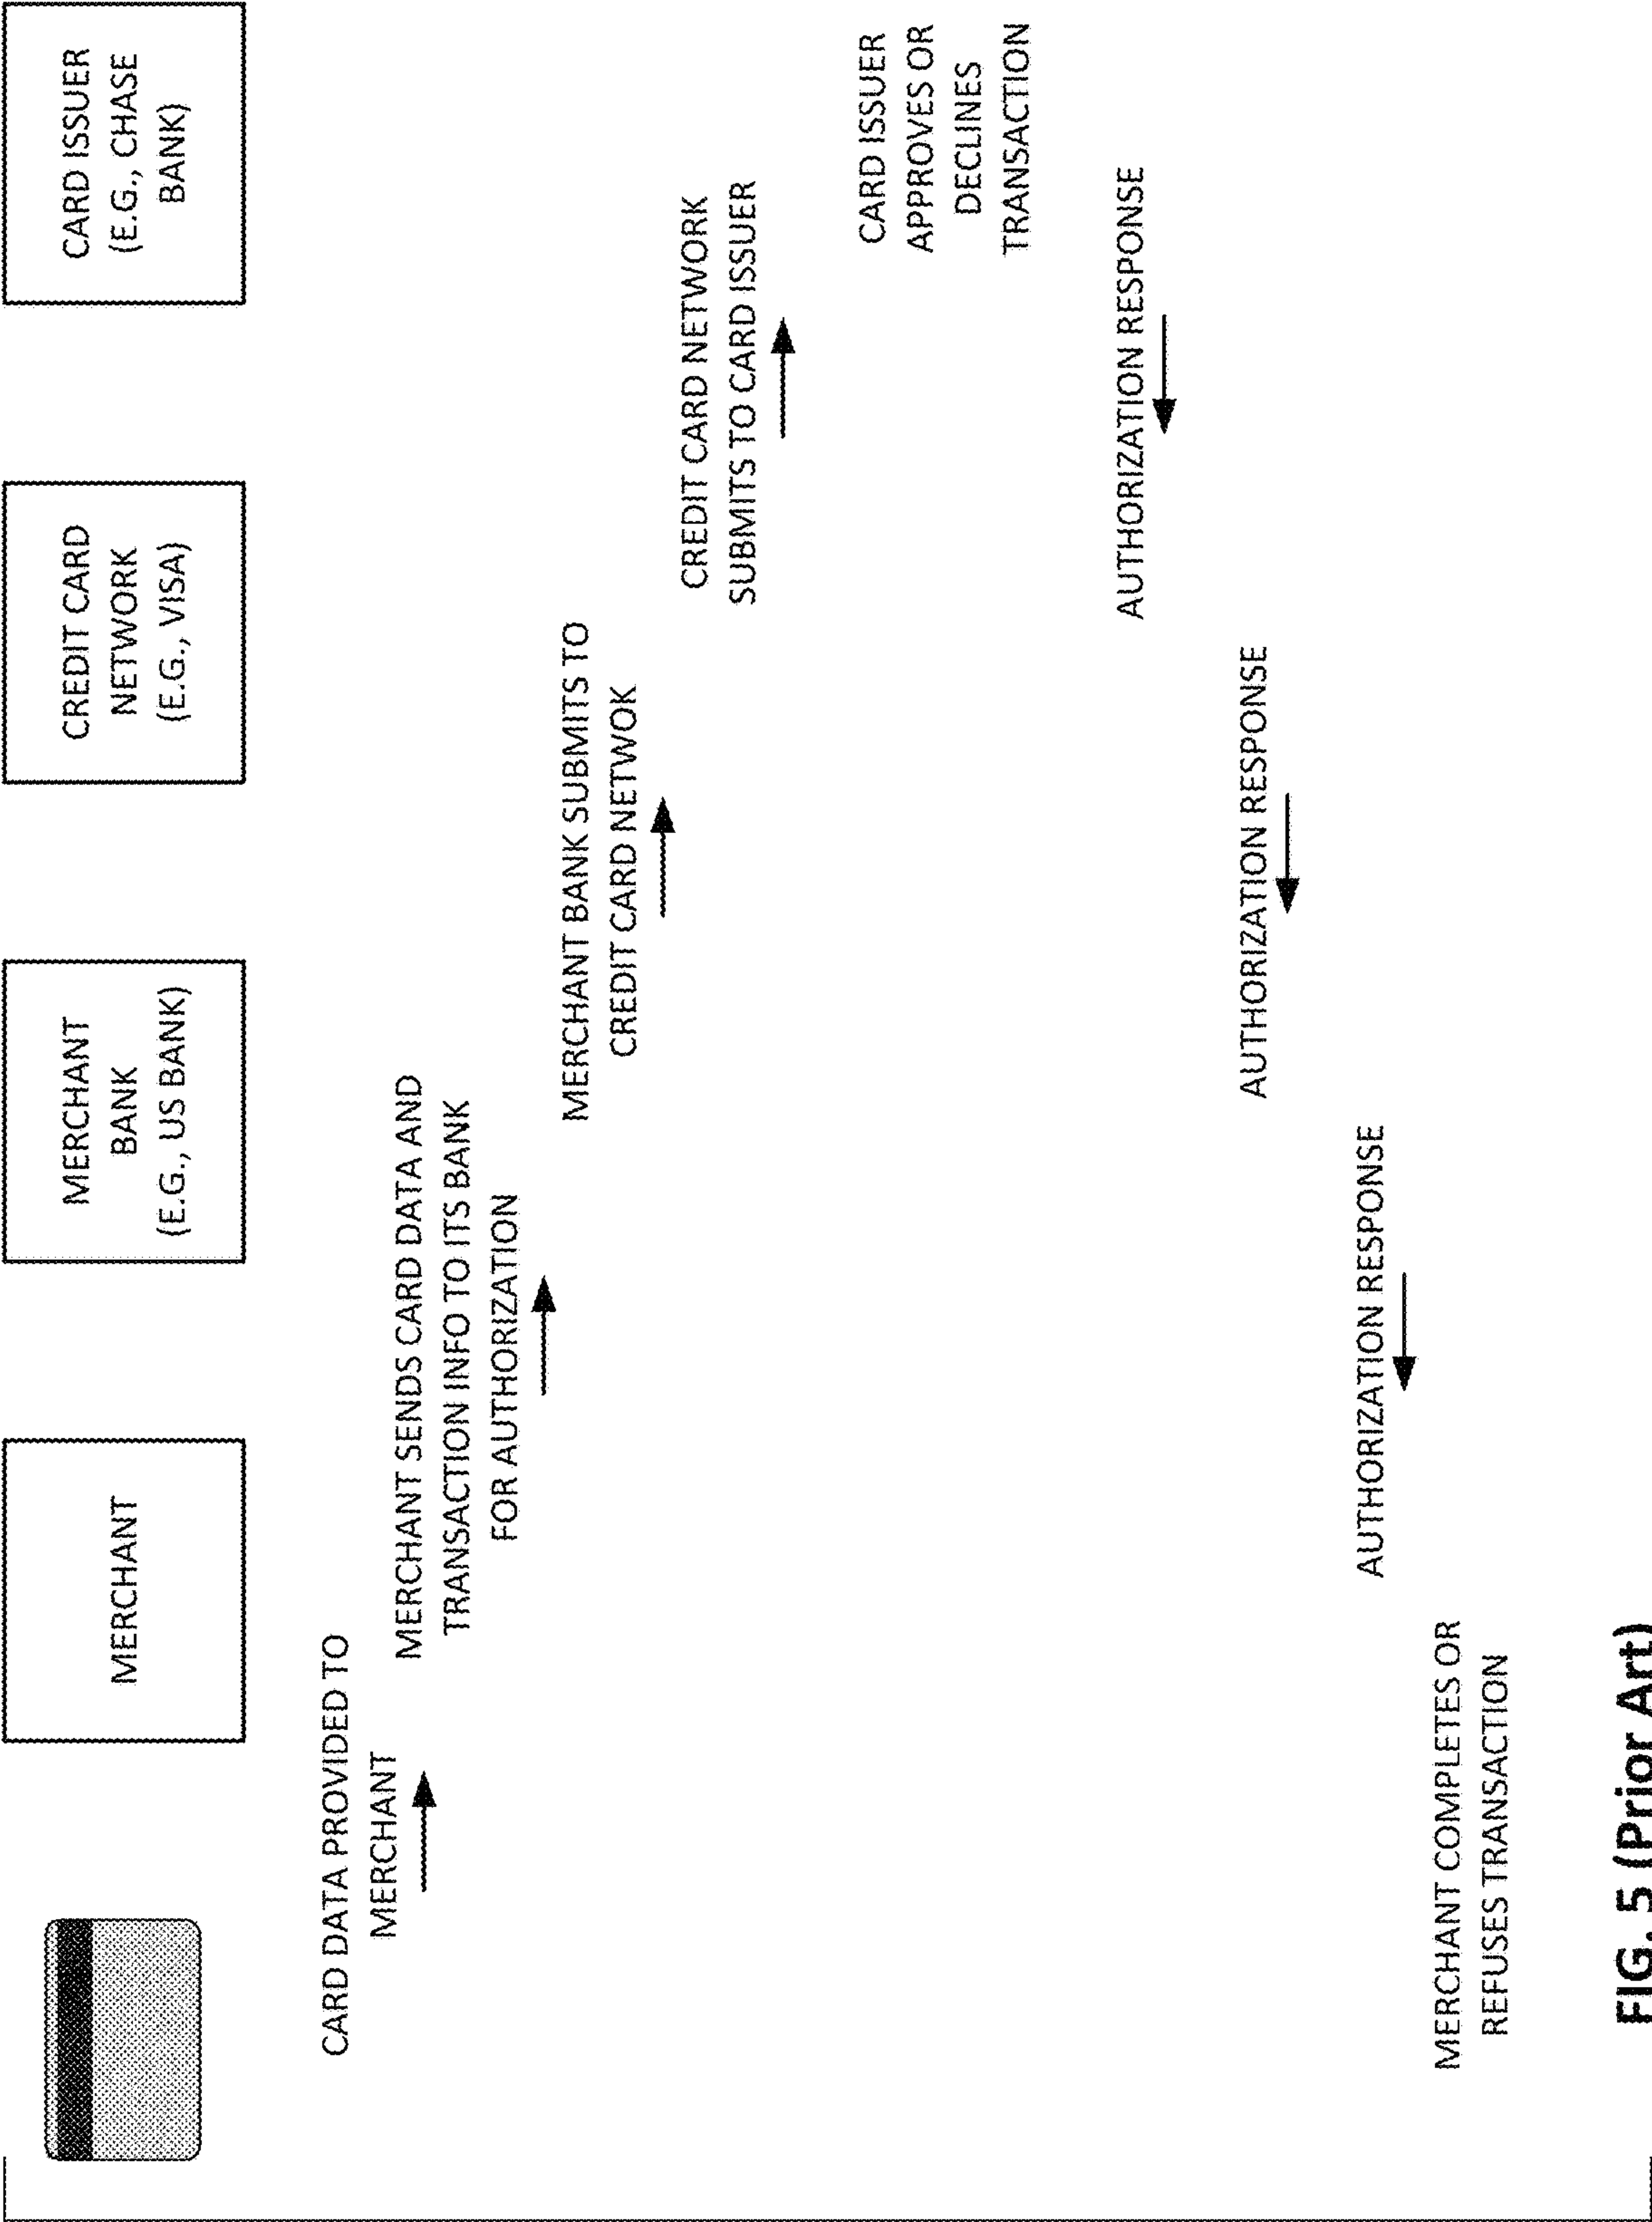 MERCHANT
MERCHANT
BANK
(E.G., US BANK)
CREDIT CARD
NETWORK
(E.G., VISA)
CARD ISSUER
(E.G., CHASE
BANK)
CARD DATA PROVIDED TO
MERCHANT
MERCHANT SENDS CARD DATA AND
TRANSACTION INFO TO ITS BANK
FOR AUTHORIZATION
MERCHANT BANK SUBMITS TO
CREDIT CARD NETWOK
CREDIT CARD NETWORK
SUBMITS TO CARD ISSUER
CARD ISSUER
APPROVES OR
DECLINES
TRANSACTION
AUTHORIZATION RESPONSE
AUTHORIZATION RESPONSE
AUTHORIZATION RESPONSE
MERCHANT COMPLETES OR
REFUSES TRANSACTION
FIG. 5 (Prior Art)